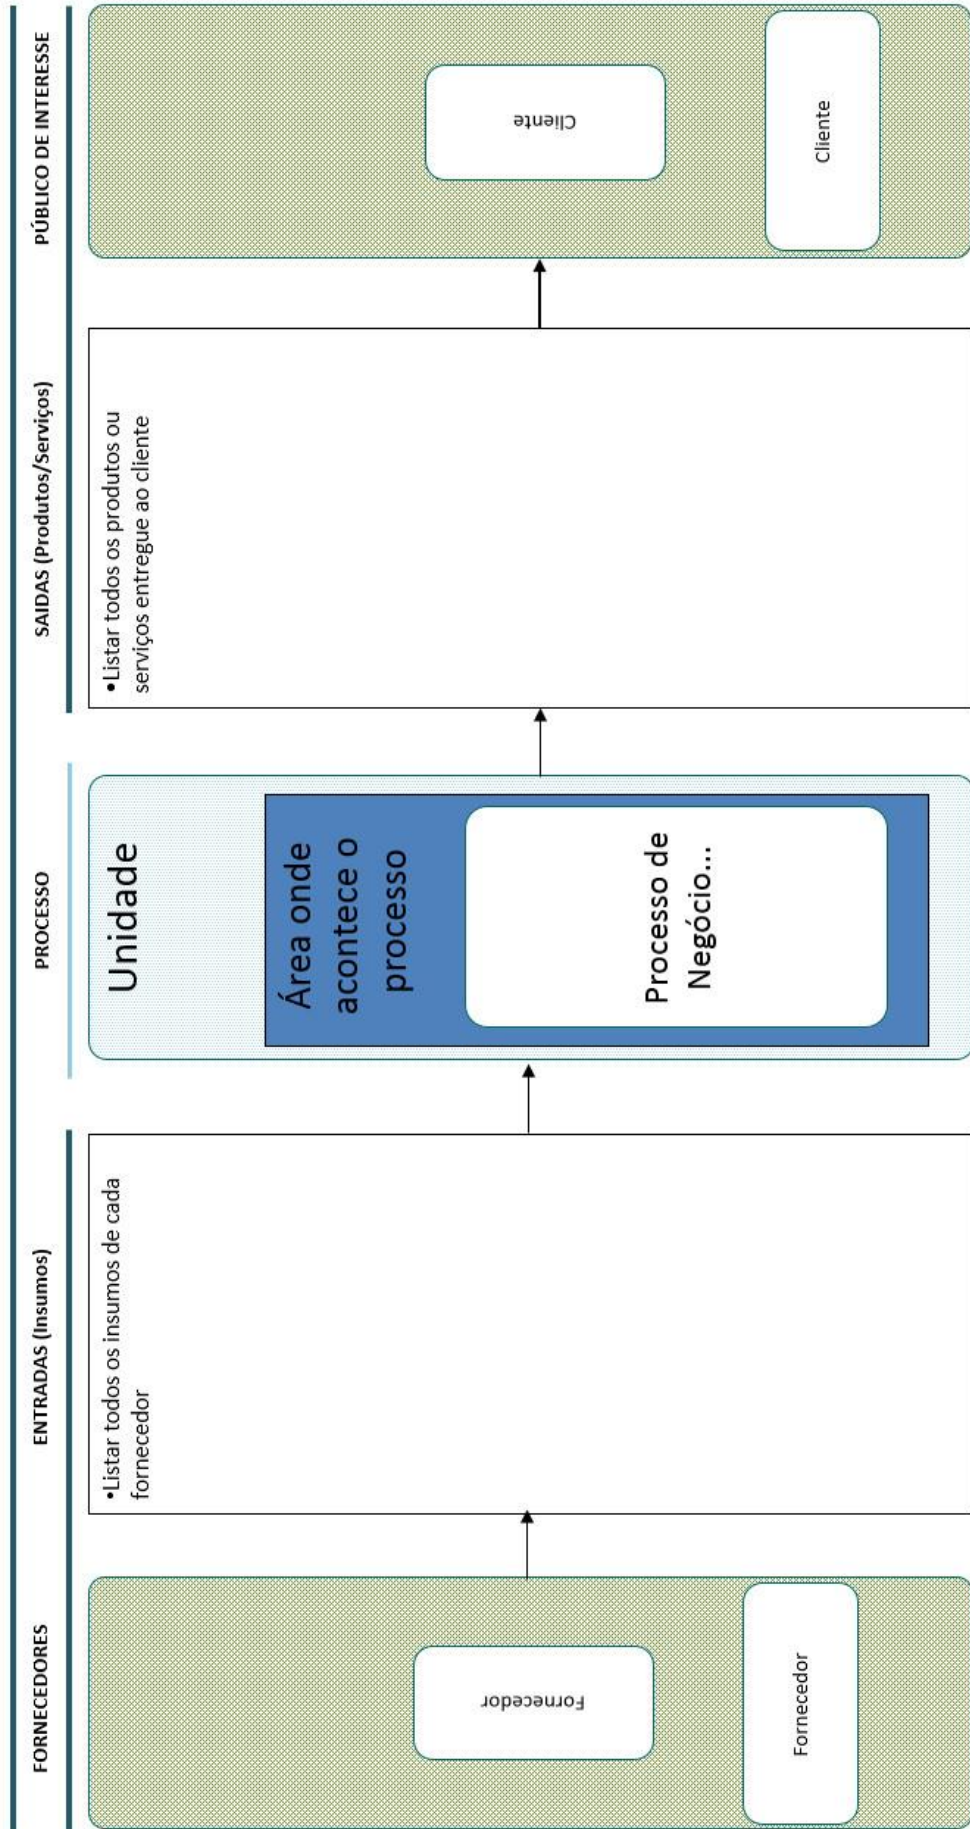 FORNECEDORES
ENTRADAS (Insumos)
PROCESSO
SAIDAS (Produtos/Serviços)
PÚBLICO DE INTERESSE
Fornecedor
Fornecedor
•Listar todos os insumos de cada
fornecedor
Unidade
Área onde
acontece o
processo
Processo de
Negócio...
•Listar todos os produtos ou
serviços entregue ao cliente
Cliente
Cliente